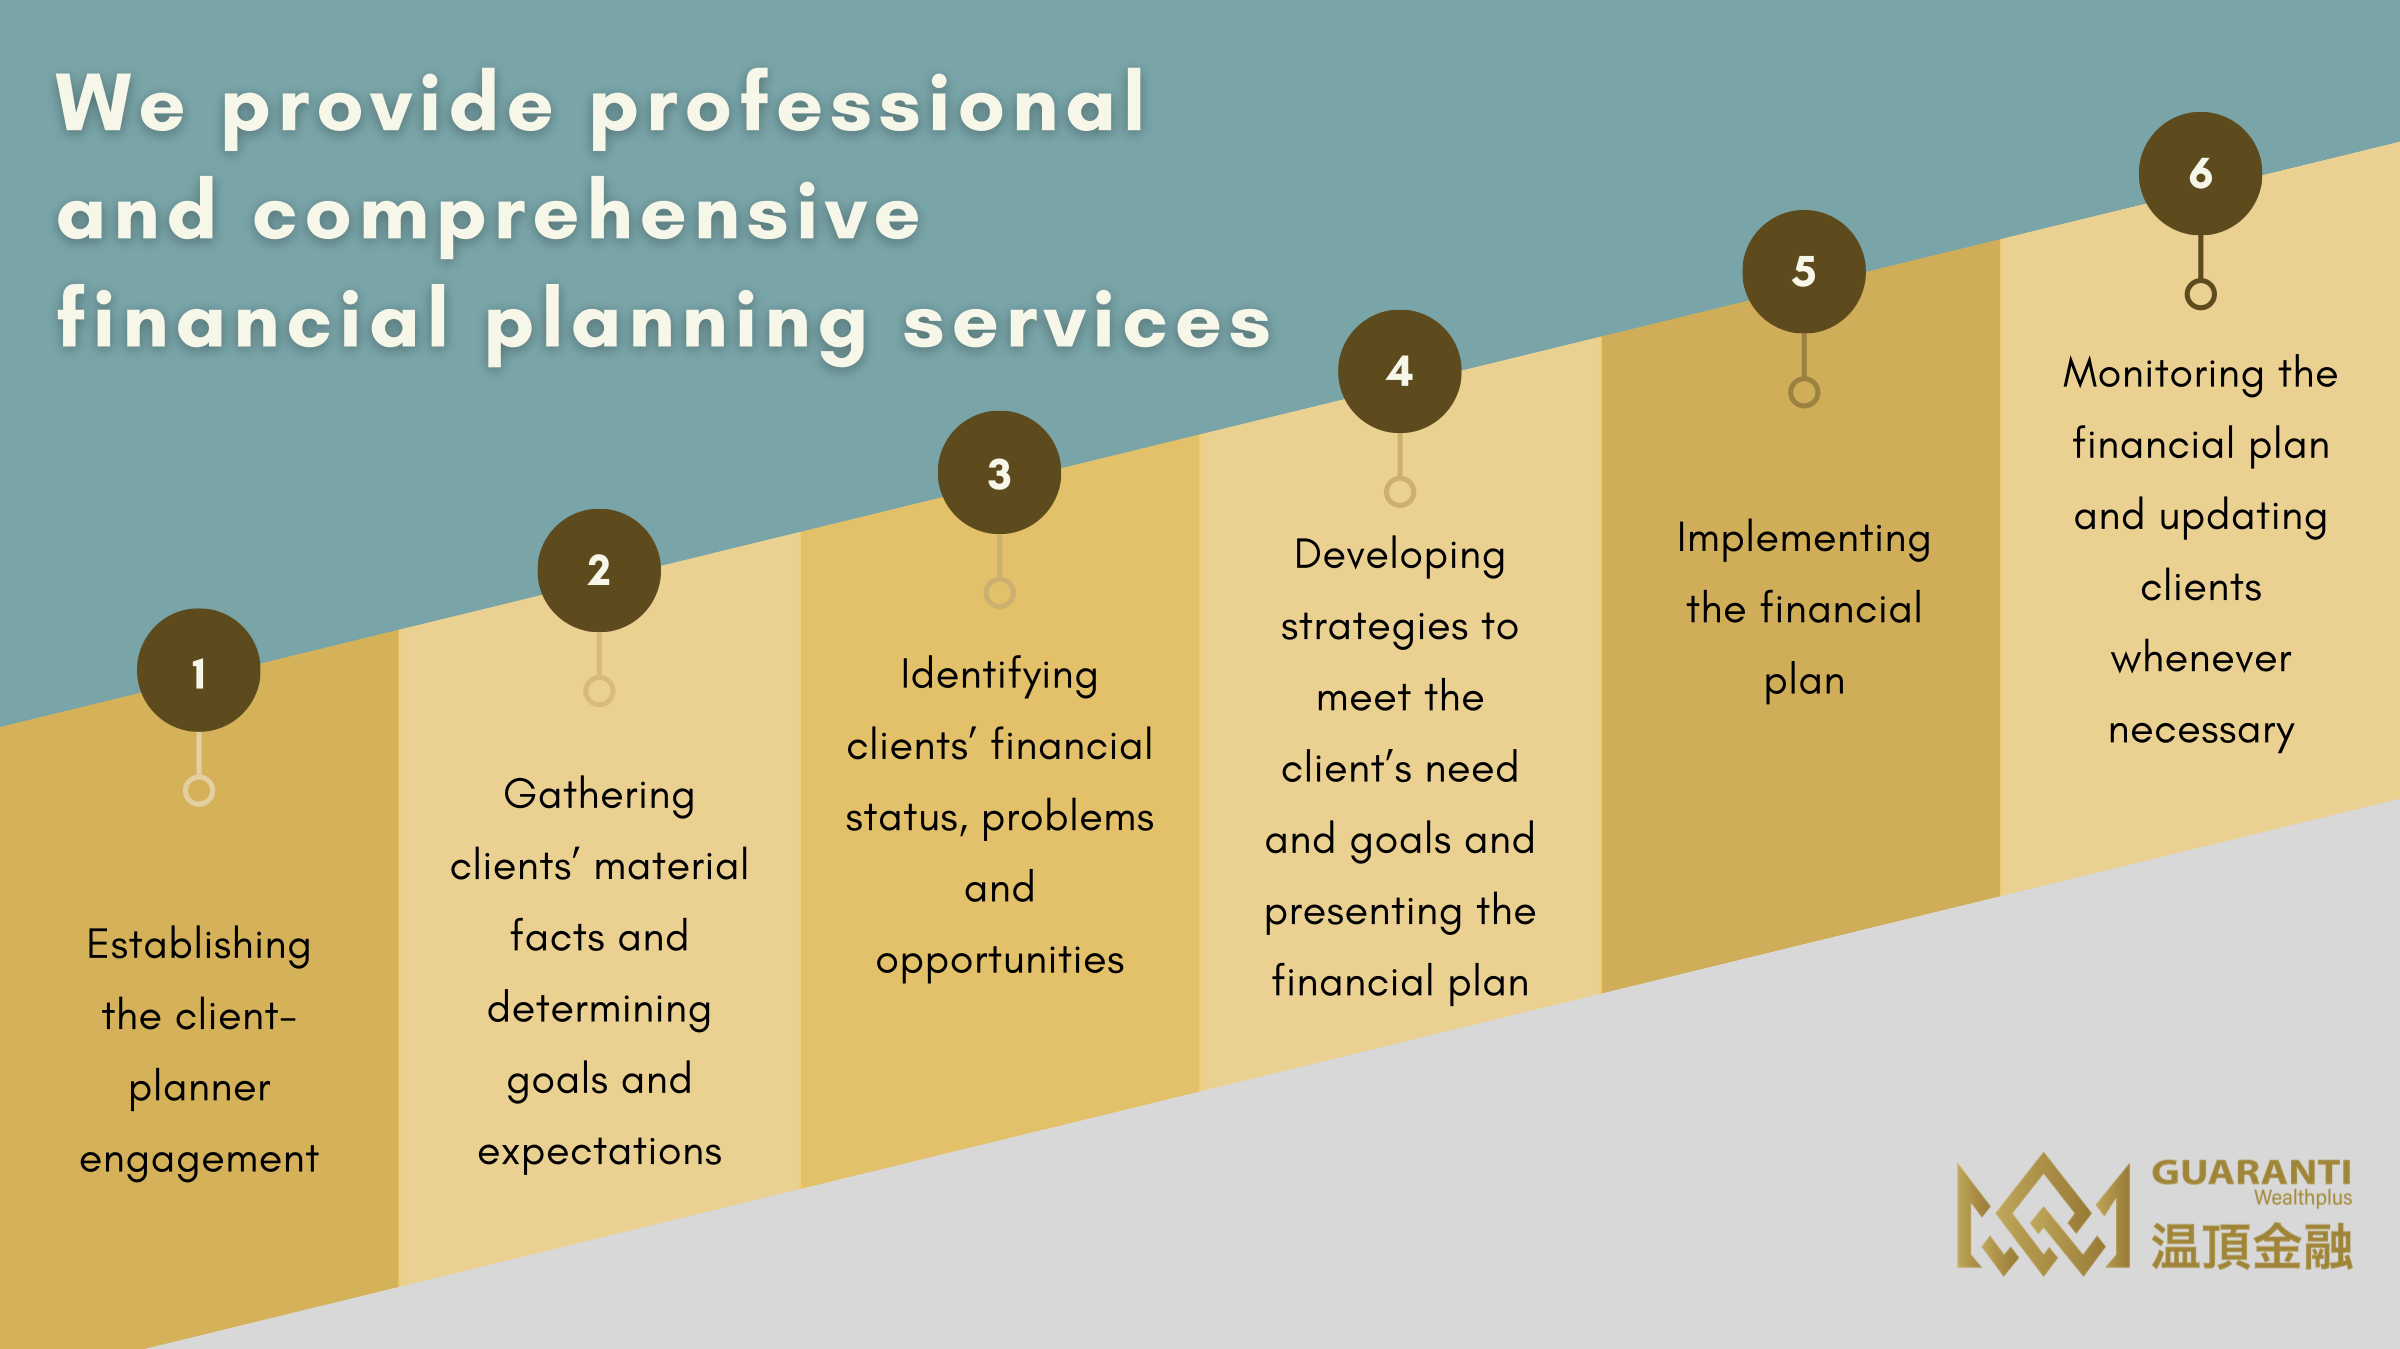 We provide professional
and comprehensive
financial planning services
1
Establishing
the client-
planner
engagement
2
Gathering
clients’ material
facts and
determining
goals and
expectations
3
Identifying
clients’ financial
status, problems
and
opportunities
4
Developing
strategies to
meet the
client’s need
and goals and
presenting the
financial plan
5
Implementing
the financial
plan
6
Monitoring the
financial plan
and updating
clients
whenever
necessary
GUARANTI
Wealthplus
温頂金融